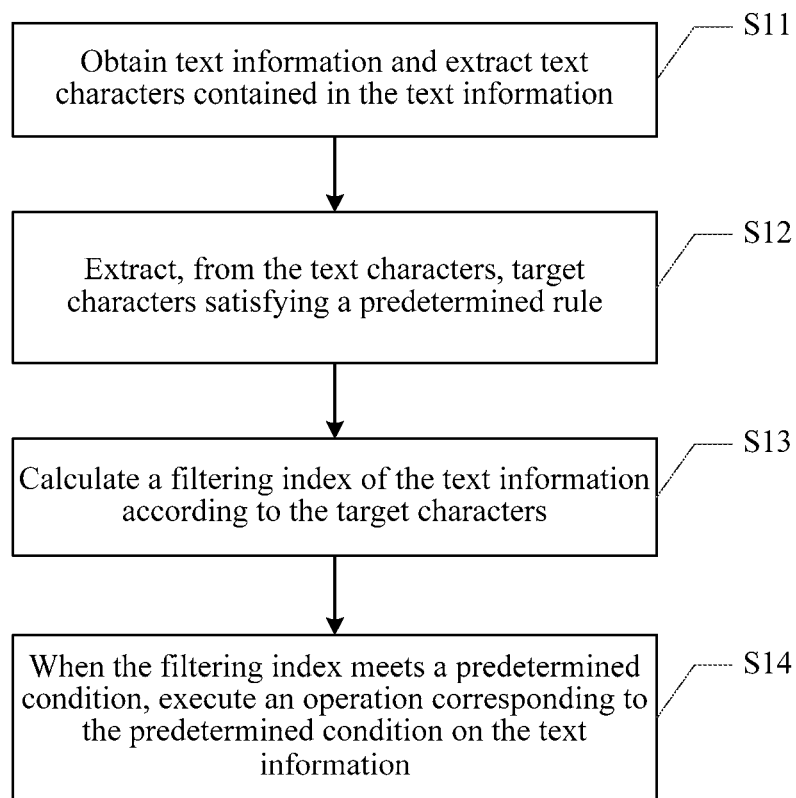 S11
Obtain text information and extract text
characters contained in the text information
S12
Extract, from the text characters, target
characters satisfying a predetermined rule
S13
Calculate a filtering index of the text information
according to the target characters
S14
When the filtering index meets a predetermined
condition, execute an operation corresponding to
the predetermined condition on the text
information